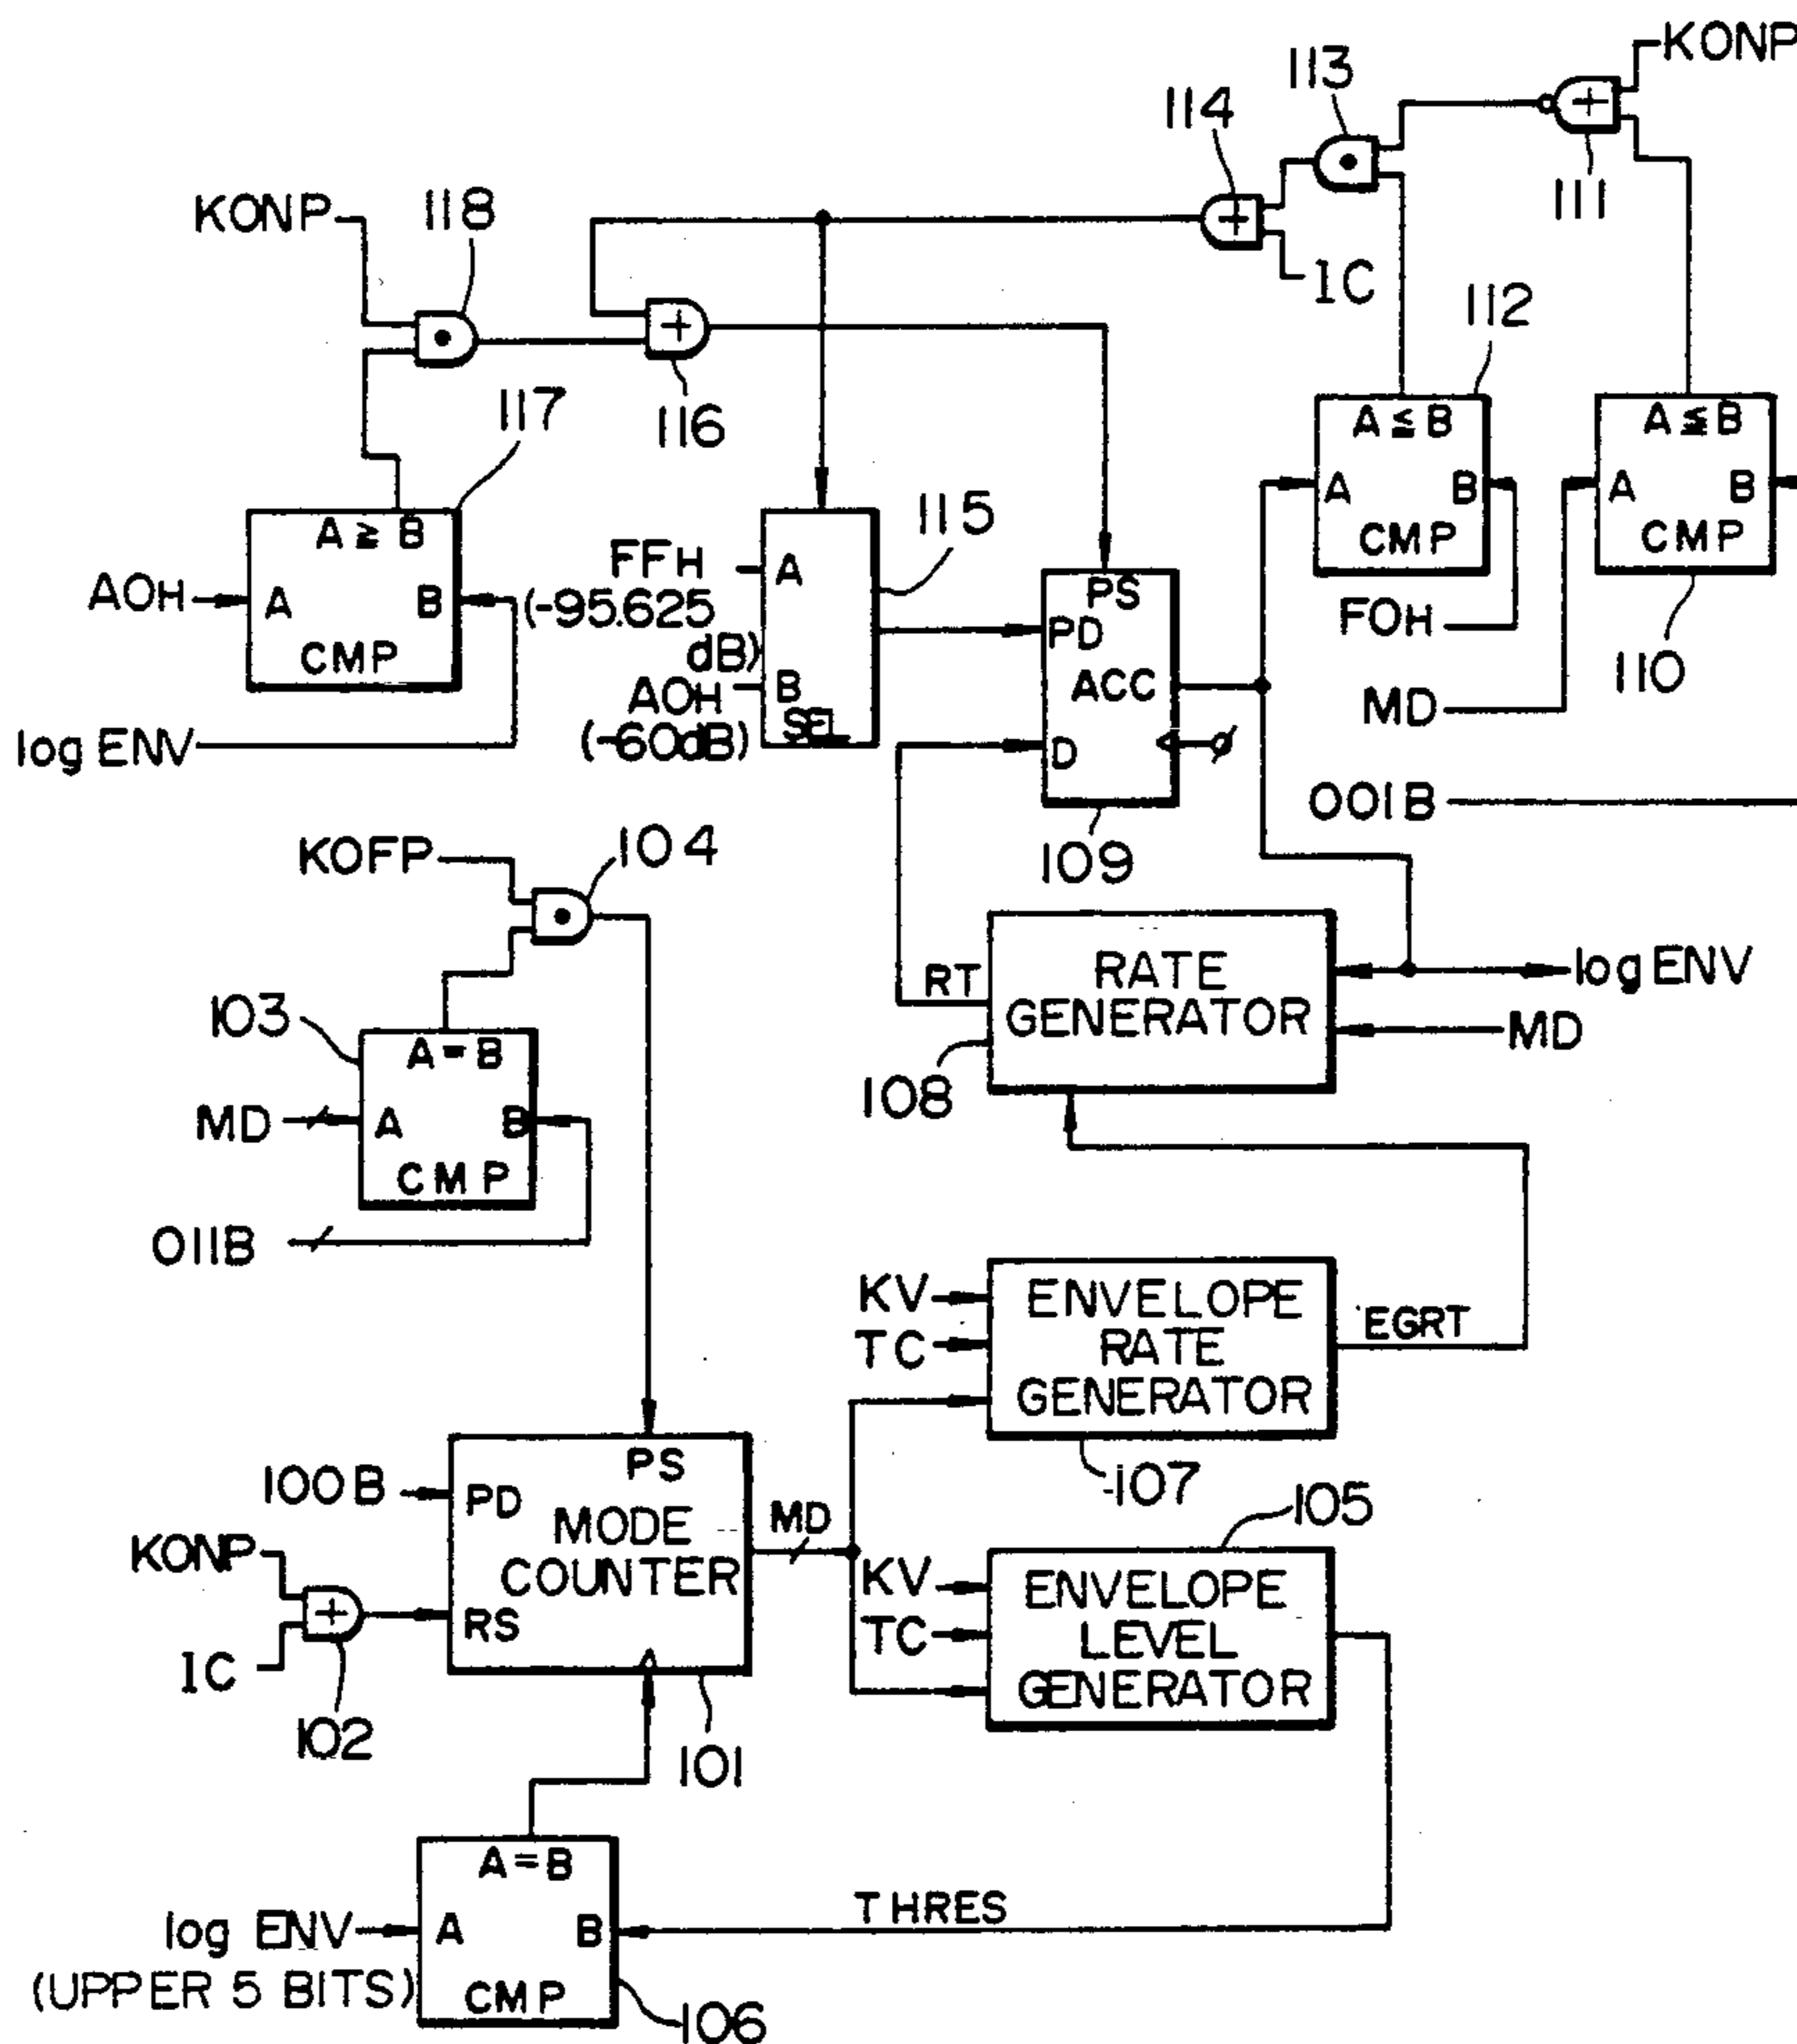 KONP
113
114
111
KONP
118
+
•
+
IC
112
•
+
116
117
A ≦ B
A ≦ B
A ≥ B
115
A
B
CMP
A
B
CMP
FFH
(-95.625
dB)
A
PS
AOH
A
B
CMP
PD
FOH
110
B
AOH
(-60dB)
SEL
ACC
MD
log ENV
D
ø
001B
109
KOFP
104
•
RT
RATE
GENERATOR
log ENV
MD
103
A = B
108
MD
A
B
CMP
011B
KV
TC
ENVELOPE
RATE
GENERATOR
EGRT
107
100B
PD
PS
MODE
COUNTER
MD
105
KONP
KV
TC
ENVELOPE
LEVEL
GENERATOR
+
RS
IC
102
101
A = B
THRES
log ENV
(UPPER 5 BITS)
A
B
CMP
106